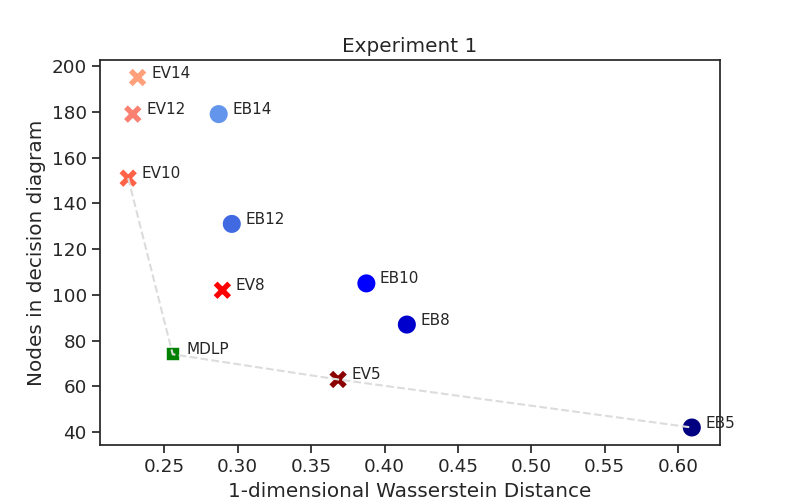 Experiment 1
Nodes in decision diagram
200
180
160
140
120
100
80
60
40
EV14
EV12
EB14
EV10
EB12
EV8
EB10
EB8
MDLP
EV5
EB5
0.25
0.30
0.35
0.40
0.45
0.50
0.55
0.60
1-dimensional Wasserstein Distance